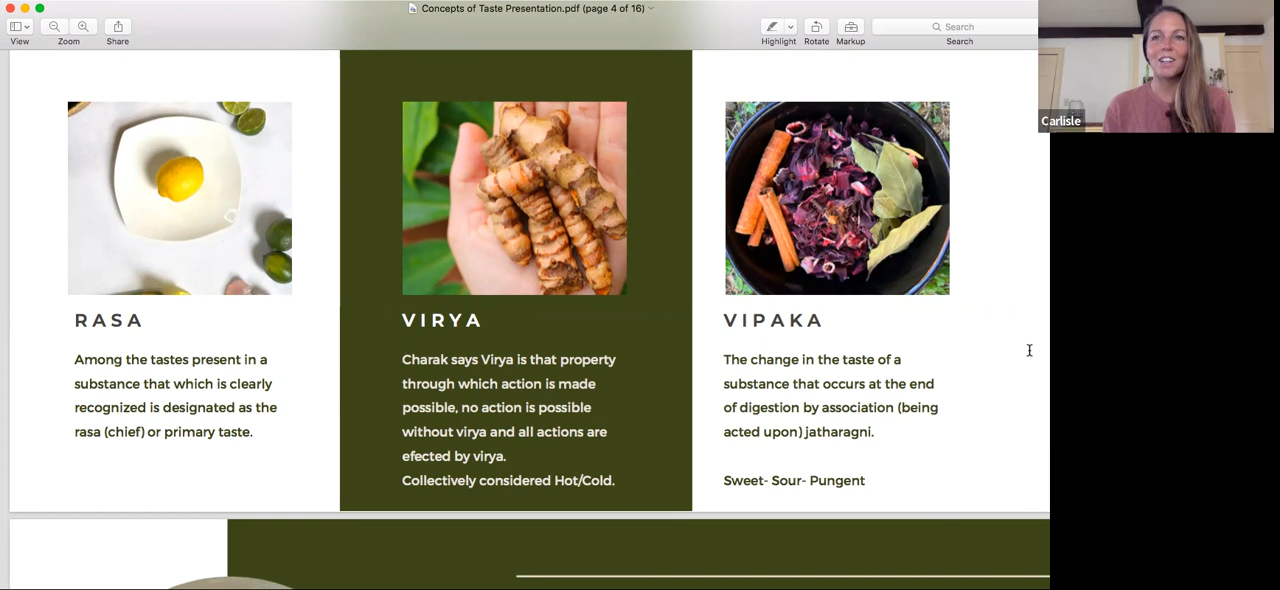 Concepts of Taste Presentation.pdf (page 4 of 16)
View
Zoom
Share
Highlight
Rotate
Markup
Search
Search
Carlisle
RASA
Among the tastes present in a
substance that which is clearly
recognized is designated as the
rasa (chief) or primary taste.
VIRYA
Charak says Virya is that property
through which action is made
possible, no action is possible
without virya and all actions are
efected by virya.
Collectively considered Hot/Cold.
VIPAKA
The change in the taste of a
substance that occurs at the end
of digestion by association (being
acted upon) jatharagni.
Sweet- Sour- Pungent